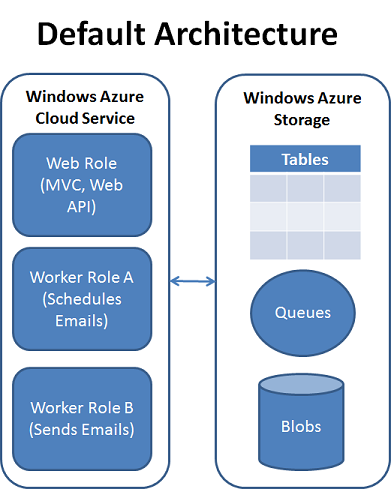 Default Architecture
Windows Azure
Cloud Service
Web Role
(MVC, Web
API)
Worker Role A
(Schedules
Emails)
Worker Role B
(Sends Emails)
Windows Azure
Storage
Tables
Queues
Blobs